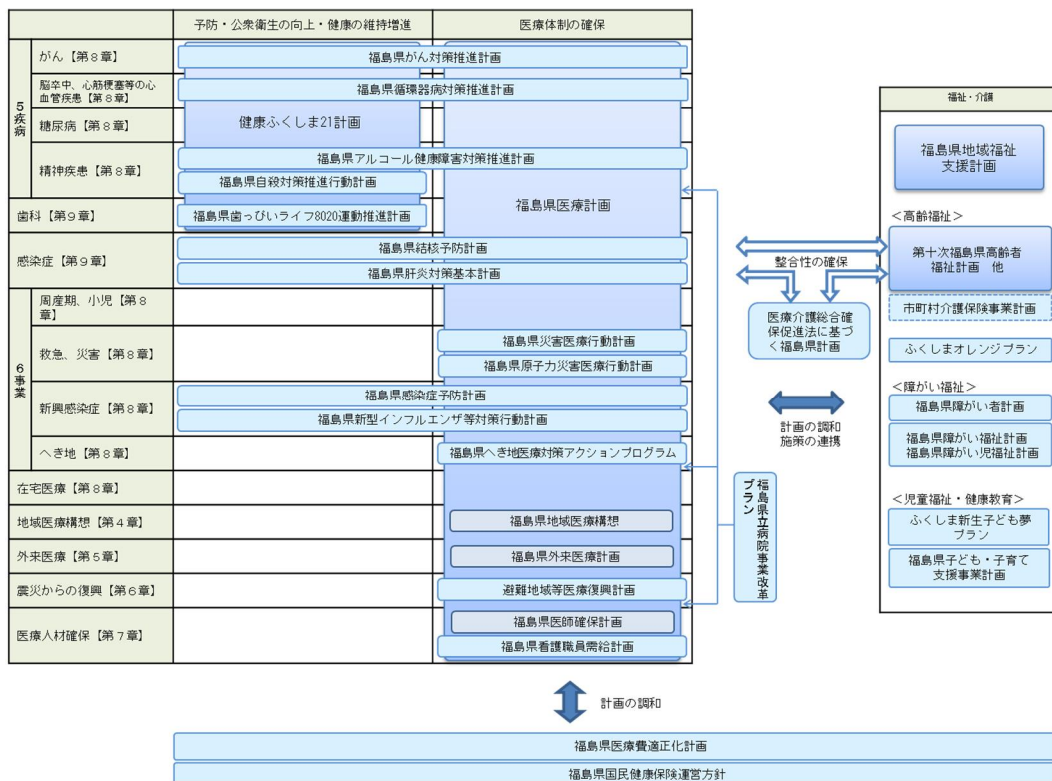 予防・公衆衛生の向上・健康の維持増進
医療体制の確保
5疾病
がん【第8章】
福島県がん対策推進計画
脳卒中、心筋梗塞等の心
血管疾患【第8章】
福島県循環器病対策推進計画
糖尿病【第8章】
健康ふくしま21計画
精神疾患【第8章】
福島県アルコール健康障害対策推進計画
福島県自殺対策推進行動計画
福島県医療計画
歯科【第9章】
福島県歯っぴいライフ8020運動推進計画
感染症【第9章】
福島県結核予防計画
福島県肝炎対策基本計画
6事業
周産期、小児【第8
章】
救急、災害【第8章】
福島県災害医療行動計画
福島県原子力災害医療行動計画
新興感染症【第8章】
福島県感染症予防計画
福島県新型インフルエンザ等対策行動計画
へき地【第8章】
福島県へき地医療対策アクションプログラム
在宅医療【第8章】
地域医療構想【第4章】
福島県地域医療構想
外来医療【第5章】
福島県外来医療計画
震災からの復興【第6章】
避難地域等医療復興計画
医療人材確保【第7章】
福島県医師確保計画
福島県看護職員需給計画
整合性の確保
医療介護総合確
保促進法に基づ
く福島県計画
計画の調和
施策の連携
福島県立病院事業改革
プラン
福祉・介護
福島県地域福祉
支援計画
＜高齢福祉＞
第十次福島県高齢者
福祉計画 他
市町村介護保険事業計画
ふくしまオレンジプラン
＜障がい福祉＞
福島県障がい者計画
福島県障がい福祉計画
福島県障がい児福祉計画
＜児童福祉・健康教育＞
ふくしま新生子ども夢
プラン
福島県子ども・子育て
支援事業計画
計画の調和
福島県医療費適正化計画
福島県国民健康保険運営方針